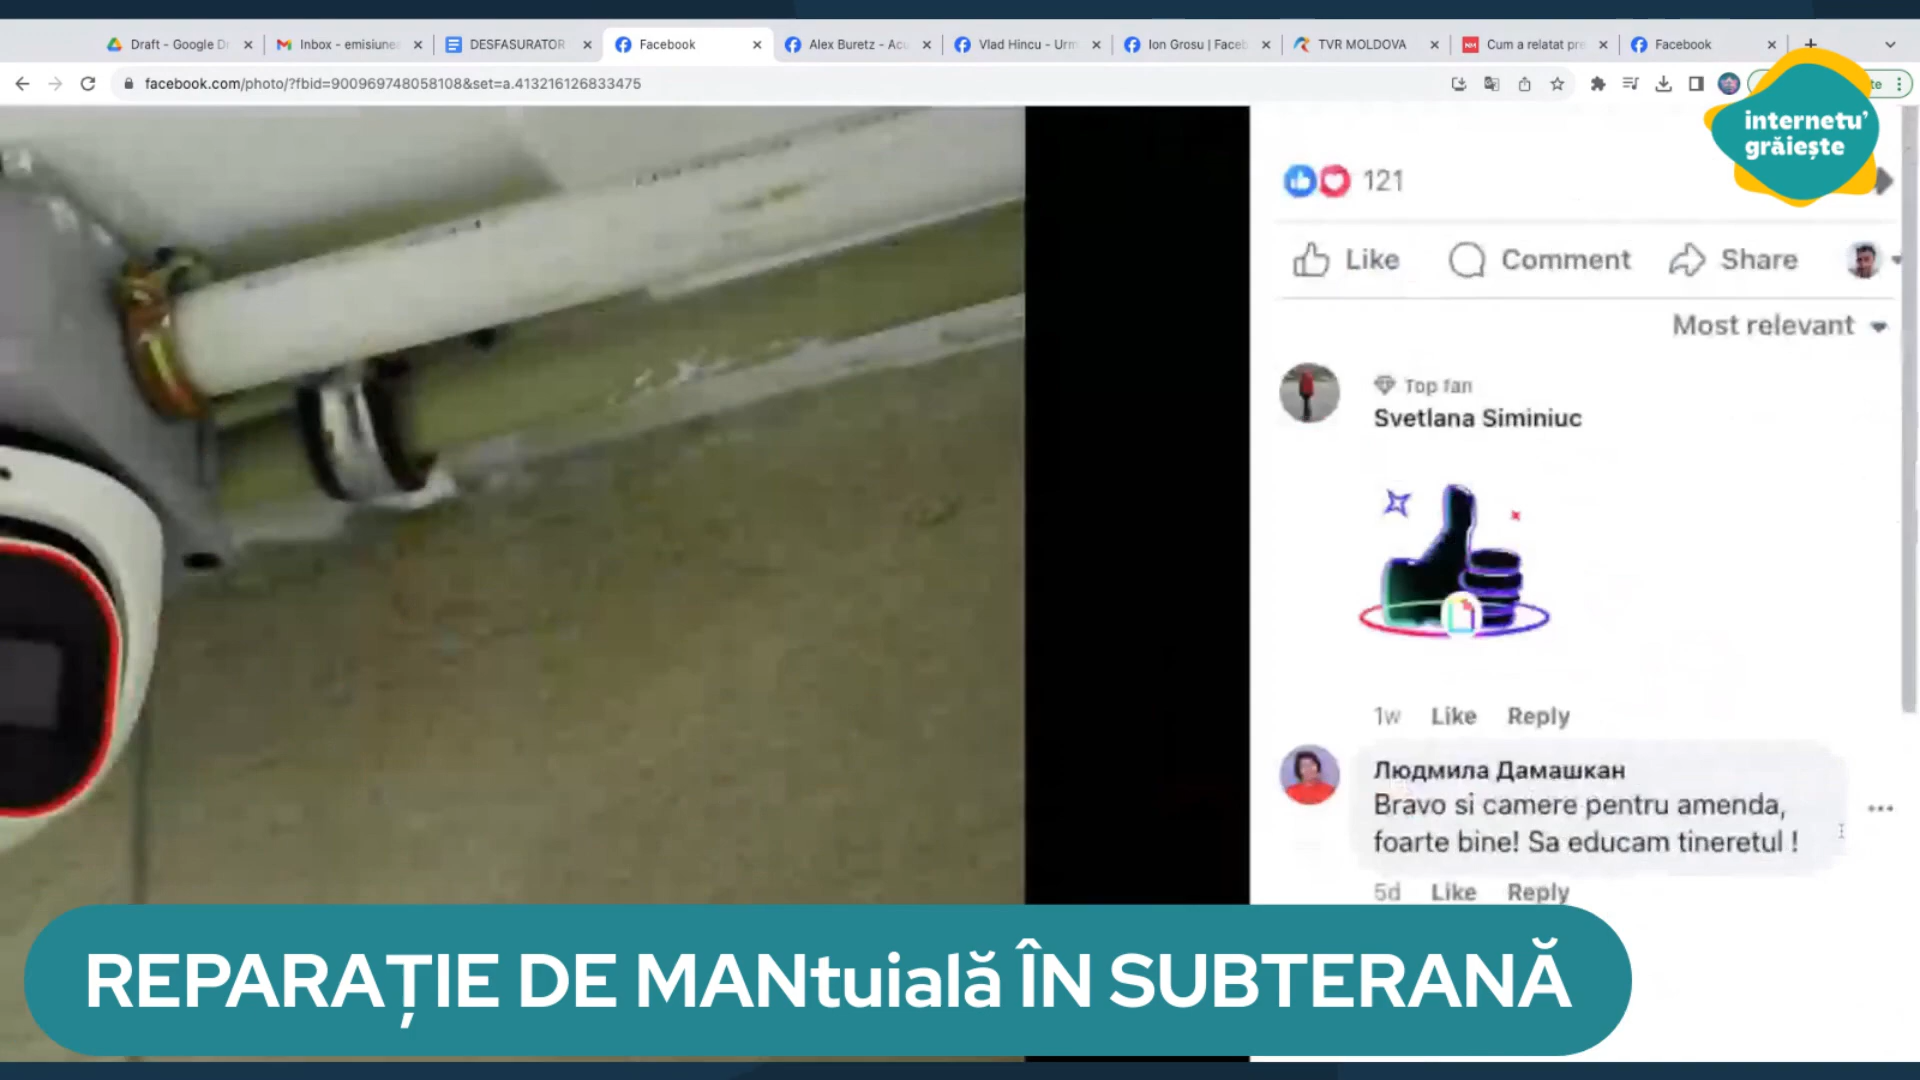 Draft - Google Dr
Inbox - emisiunea
DESFASURATOR
Facebook
Alex Buretz - Acu
Vlad Hincu - Urm
Ion Grosu | Faceb
TVR MOLDOVA
Cum a relatat pre
Facebook
facebook.com/photo/?fbid=900969748058108&set=a.413216126833475
internetu'
grăiește
121
Like
Comment
Share
Most relevant
Top fan
Svetlana Siminiuc
1w Like Reply
Людмила Дамашкан
Bravo si camere pentru amenda,
foarte bine! Sa educam tineretul !
5d Like Reply
REPARAȚIE DE MANtuială ÎN SUBTERANĂ